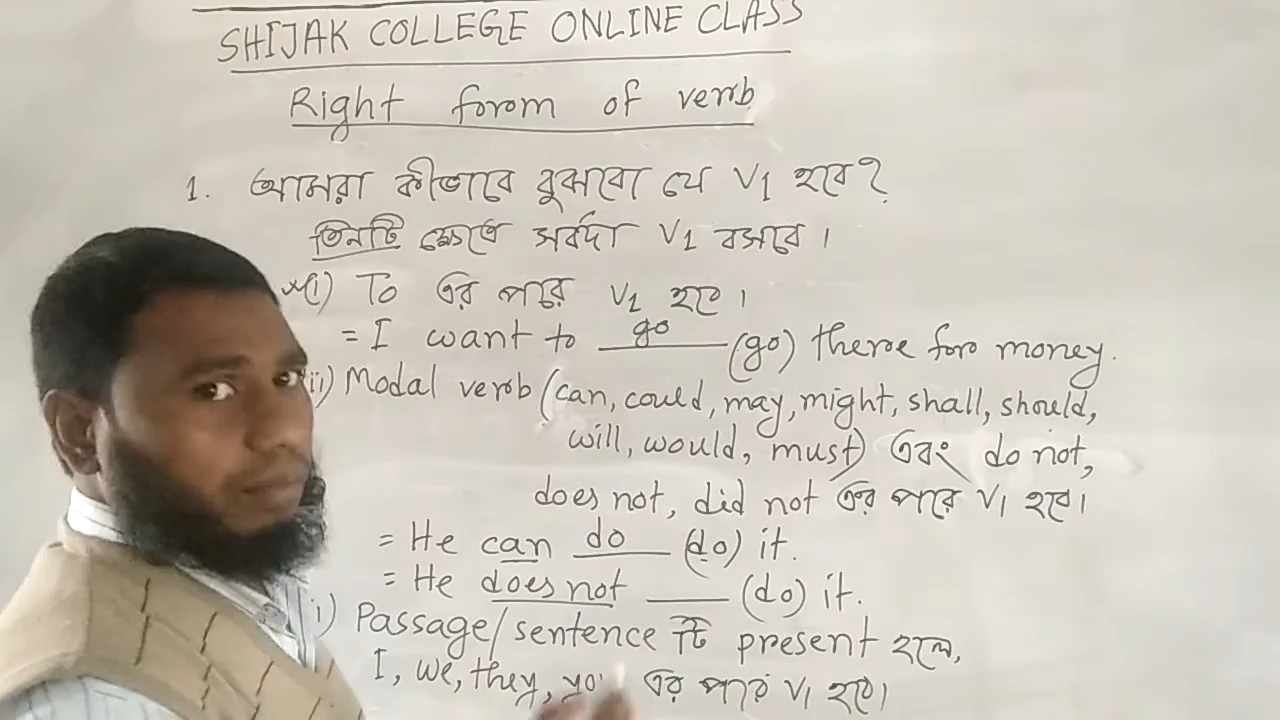 SHIJAK COLLEGE ONLINE CLASS
Right form of verb
1. আমরা কীভাবে বুঝবো যে V1 হবে?
তিনটি ক্ষেত্রে সর্বদা V1 বসবে।
i) To এর পরে V1 হবে।
= I want to go (go) there for money.
ii) Modal verb (can, could, may, might, shall, should,
will, would, must) এবং do not,
does not, did not এর পরে V1 হবে।
= He can do (do) it.
= He does not ____ (do) it.
i) Passage/sentence টি present হলে,
I, we, they, এর পরে V1 হবে।